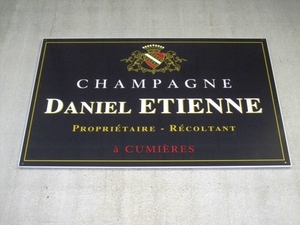 CHAMPAGNE
DANIEL ETIENNE
PROPRIÉTAIRE - RÉCOLTANT
à CUMIÈRES